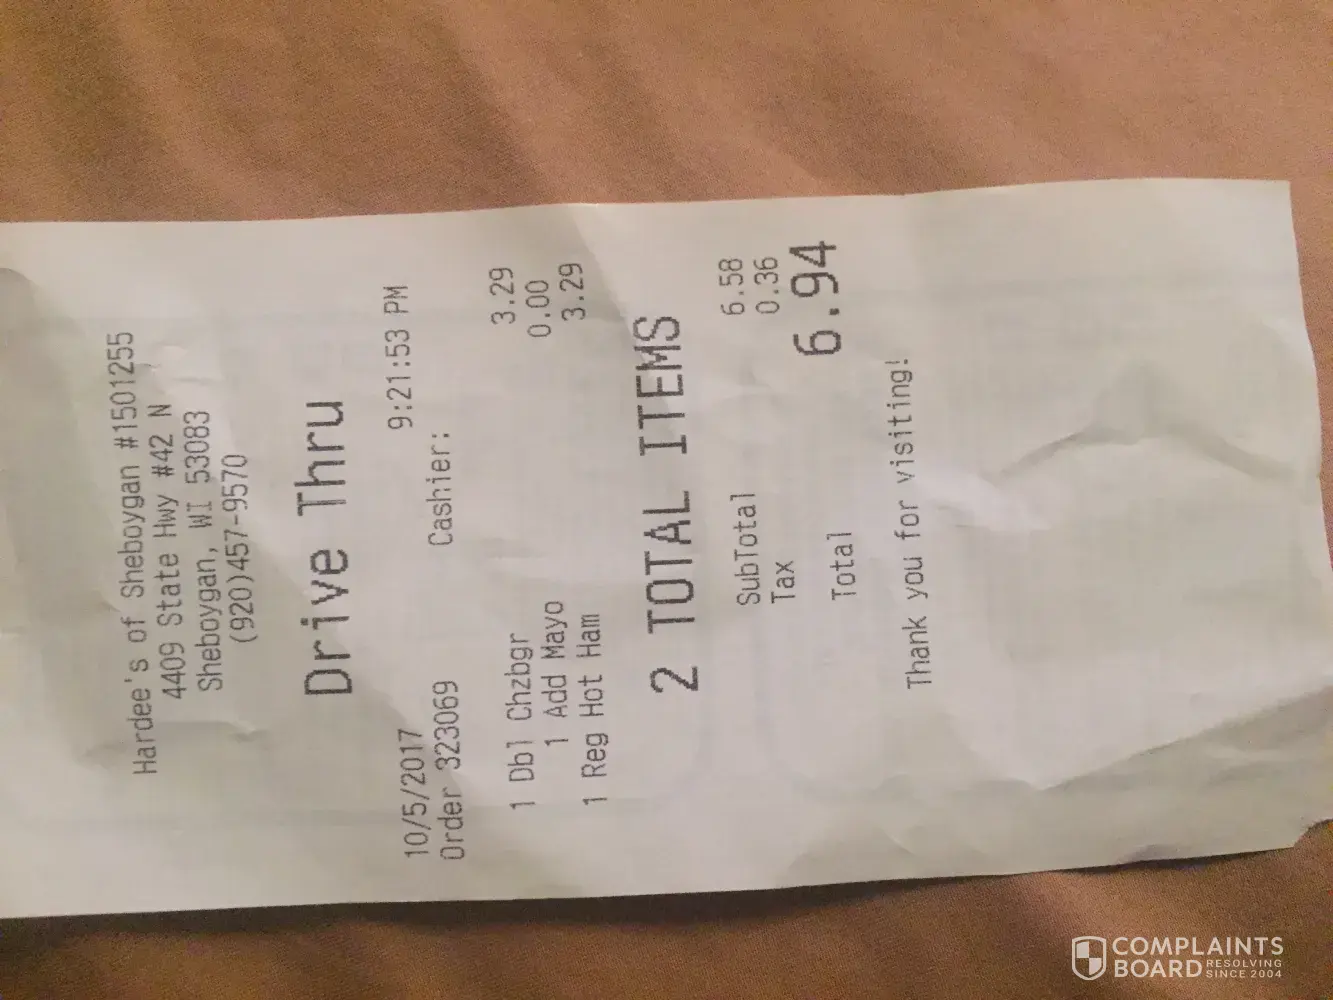 Hardee's of Sheboygan #1501255
4409 State Hwy #42 N
Sheboygan, WI 53083
(920)457-9570
Drive Thru
10/5/2017 9:21:53 PM
Order 323069 Cashier:
1 Dbl Chzbgr 3.29
1 Add Mayo 0.00
1 Reg Hot Ham 3.29
2 TOTAL ITEMS
SubTotal 6.58
Tax 0.36
Total 6.94
Thank you for visiting!
COMPLAINTS
BOARD RESOLVING
SINCE 2004